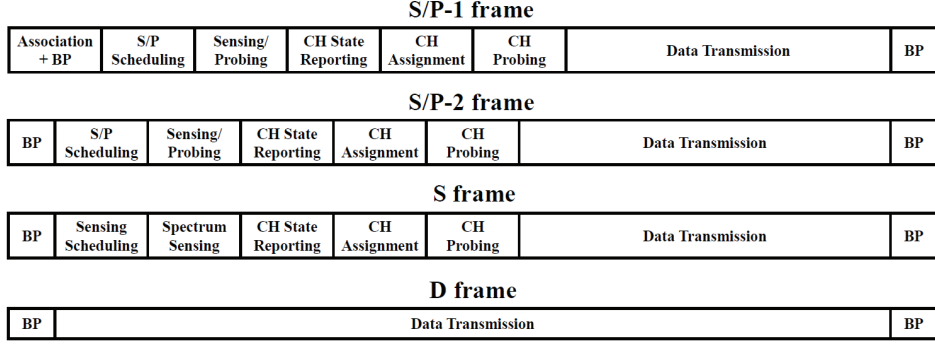 S/P-1 frame
Association + BP
S/P Scheduling
Sensing/ Probing
CH State Reporting
CH Assignment
CH Probing
Data Transmission
BP
S/P-2 frame
BP
S/P Scheduling
Sensing/ Probing
CH State Reporting
CH Assignment
CH Probing
Data Transmission
BP
S frame
BP
Sensing Scheduling
Spectrum Sensing
CH State Reporting
CH Assignment
CH Probing
Data Transmission
BP
D frame
BP
Data Transmission
BP